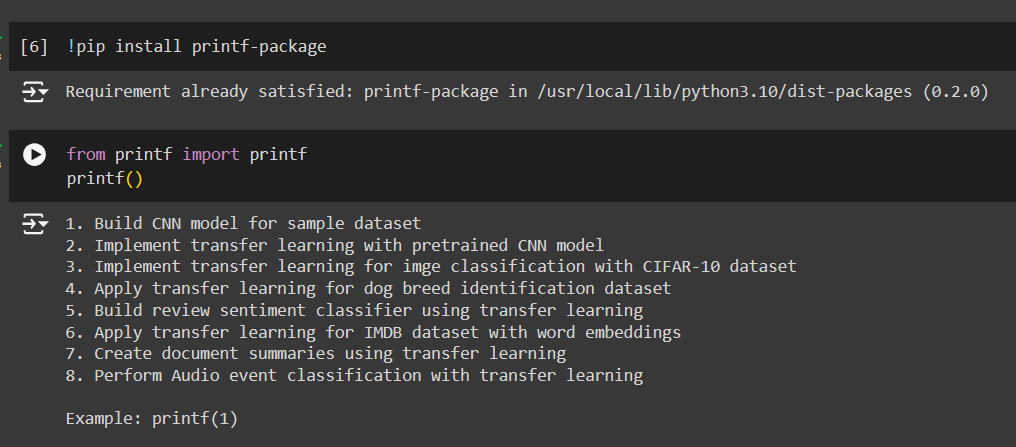 [6] !pip install printf-package
Requirement already satisfied: printf-package in /usr/local/lib/python3.10/dist-packages (0.2.0)
from printf import printf
printf()
1. Build CNN model for sample dataset
2. Implement transfer learning with pretrained CNN model
3. Implement transfer learning for imge classification with CIFAR-10 dataset
4. Apply transfer learning for dog breed identification dataset
5. Build review sentiment classifier using transfer learning
6. Apply transfer learning for IMDB dataset with word embeddings
7. Create document summaries using transfer learning
8. Perform Audio event classification with transfer learning
Example: printf(1)